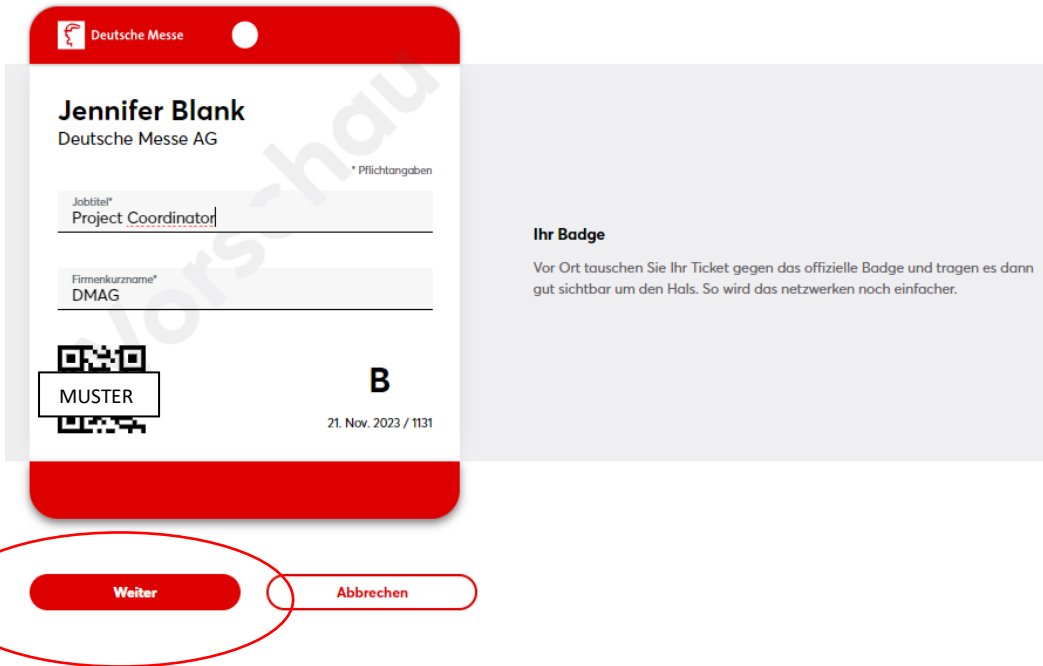 Deutsche Messe
Jennifer Blank
Deutsche Messe AG
* Pflichtangaben
Jobtitel*
Project Coordinator
Firmenkurzname*
DMAG
Vorschau
MUSTER
B
21. Nov. 2023 / 1131
Ihr Badge
Vor Ort tauschen Sie Ihr Ticket gegen das offizielle Badge und tragen es dann
gut sichtbar um den Hals. So wird das netzwerken noch einfacher.
Weiter
Abbrechen